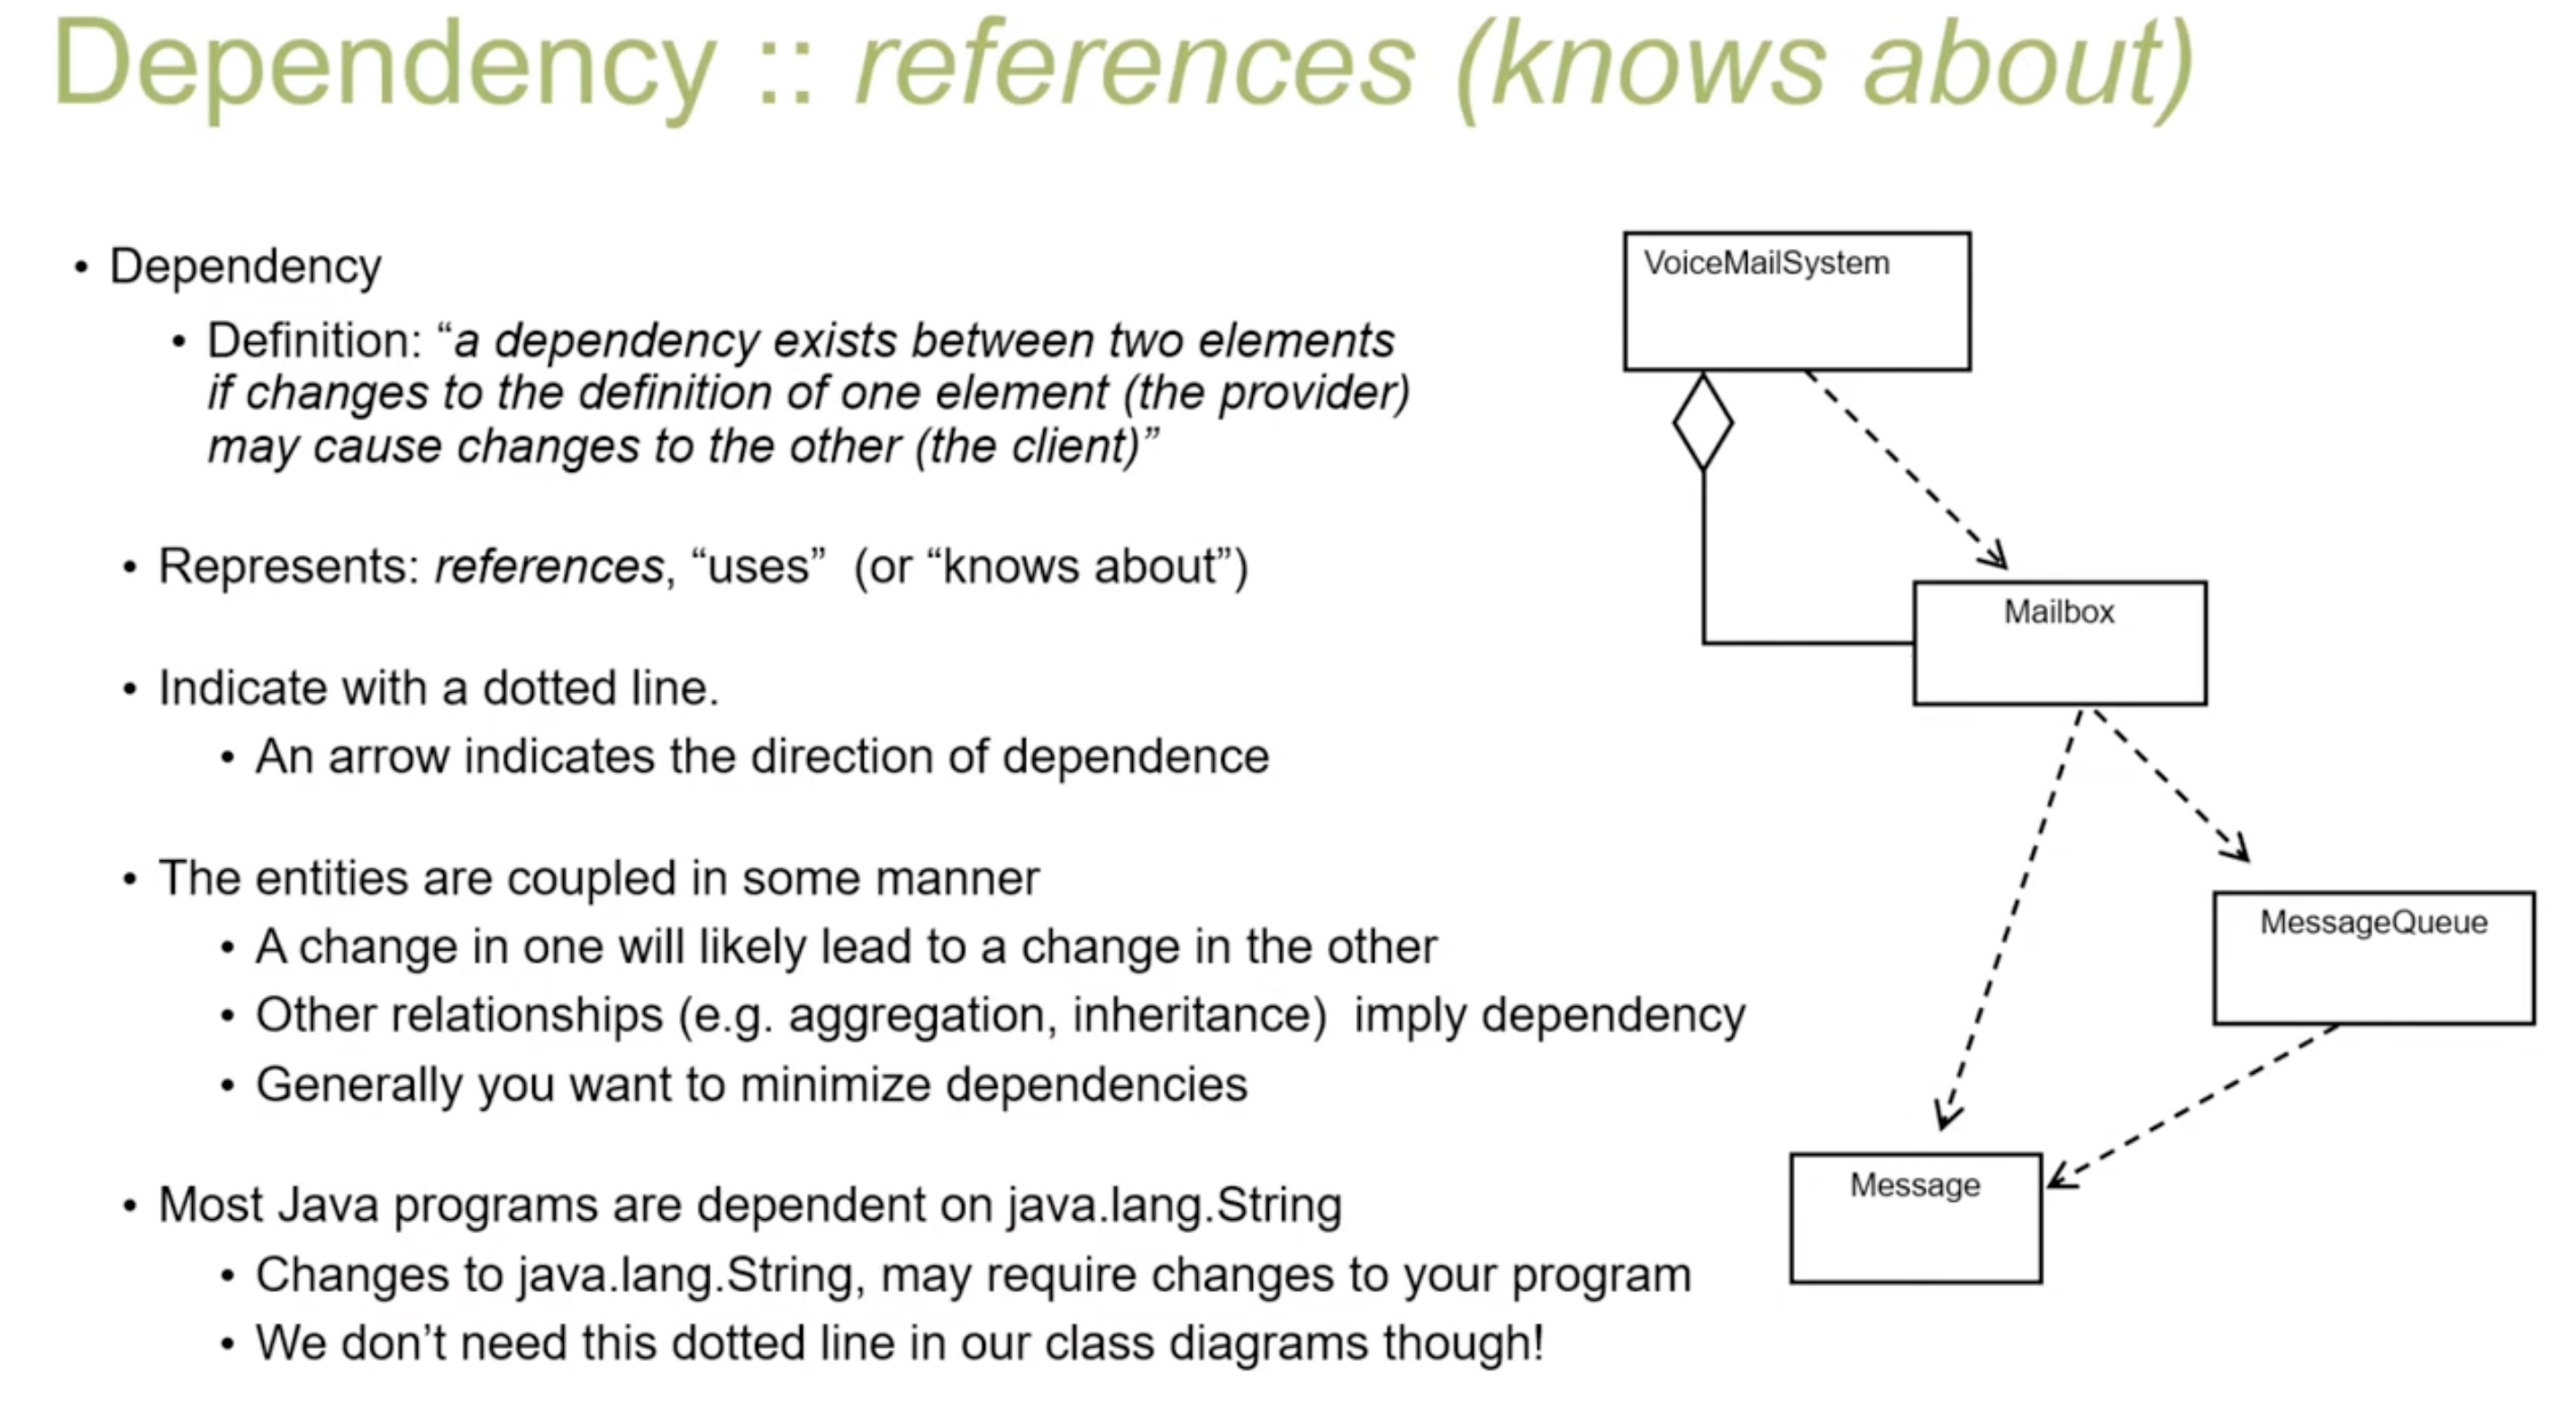 Dependency :: references (knows about)
• Dependency
• Definition: “a dependency exists between two elements
if changes to the definition of one element (the provider)
may cause changes to the other (the client)”
• Represents: references, “uses”  (or “knows about”)
• Indicate with a dotted line.
• An arrow indicates the direction of dependence
• The entities are coupled in some manner
• A change in one will likely lead to a change in the other
• Other relationships (e.g. aggregation, inheritance)  imply dependency
• Generally you want to minimize dependencies
• Most Java programs are dependent on java.lang.String
• Changes to java.lang.String, may require changes to your program
• We don’t need this dotted line in our class diagrams though!
VoiceMailSystem
Mailbox
MessageQueue
Message